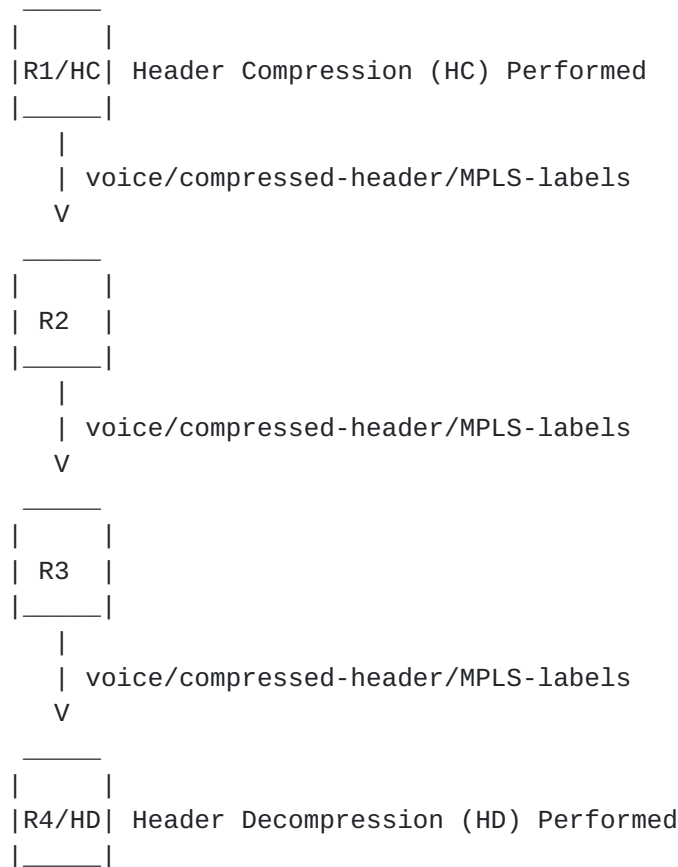 R1/HC Header Compression (HC) Performed
voice/compressed-header/MPLS-labels
V
R2
voice/compressed-header/MPLS-labels
V
R3
voice/compressed-header/MPLS-labels
V
R4/HD Header Decompression (HD) Performed